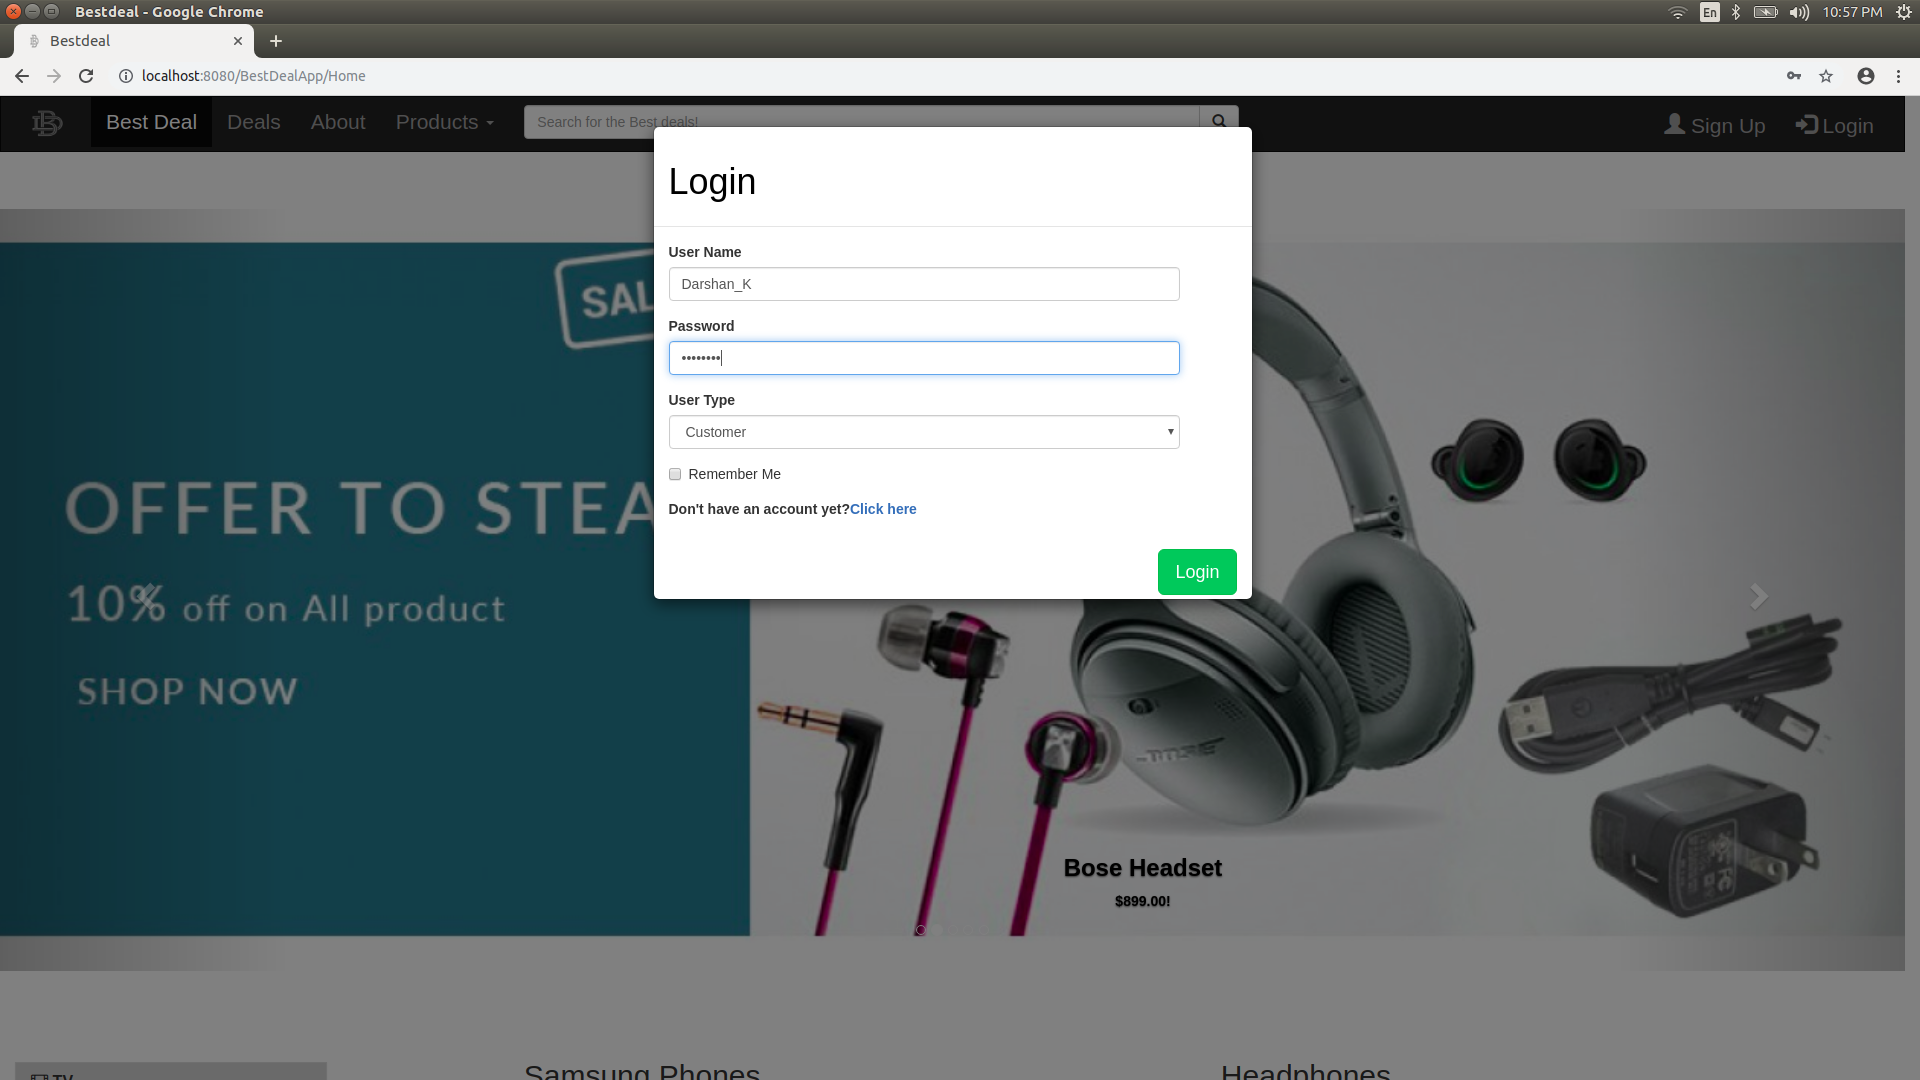 Bestdeal - Google Chrome
En
10:57 PM
Bestdeal
localhost:8080/BestDealApp/Home
Best Deal
Deals
About
Products
Search for the Best deals!
Sign Up
Login
Login
User Name
Darshan_K
Password
••••••••
User Type
Customer
Remember Me
Don't have an account yet?Click here
Login
SAL
OFFER TO STEA
10% off on All product
SHOP NOW
BOSE
Bose Headset
$899.00!
TV
Samsung Phones
Headphones